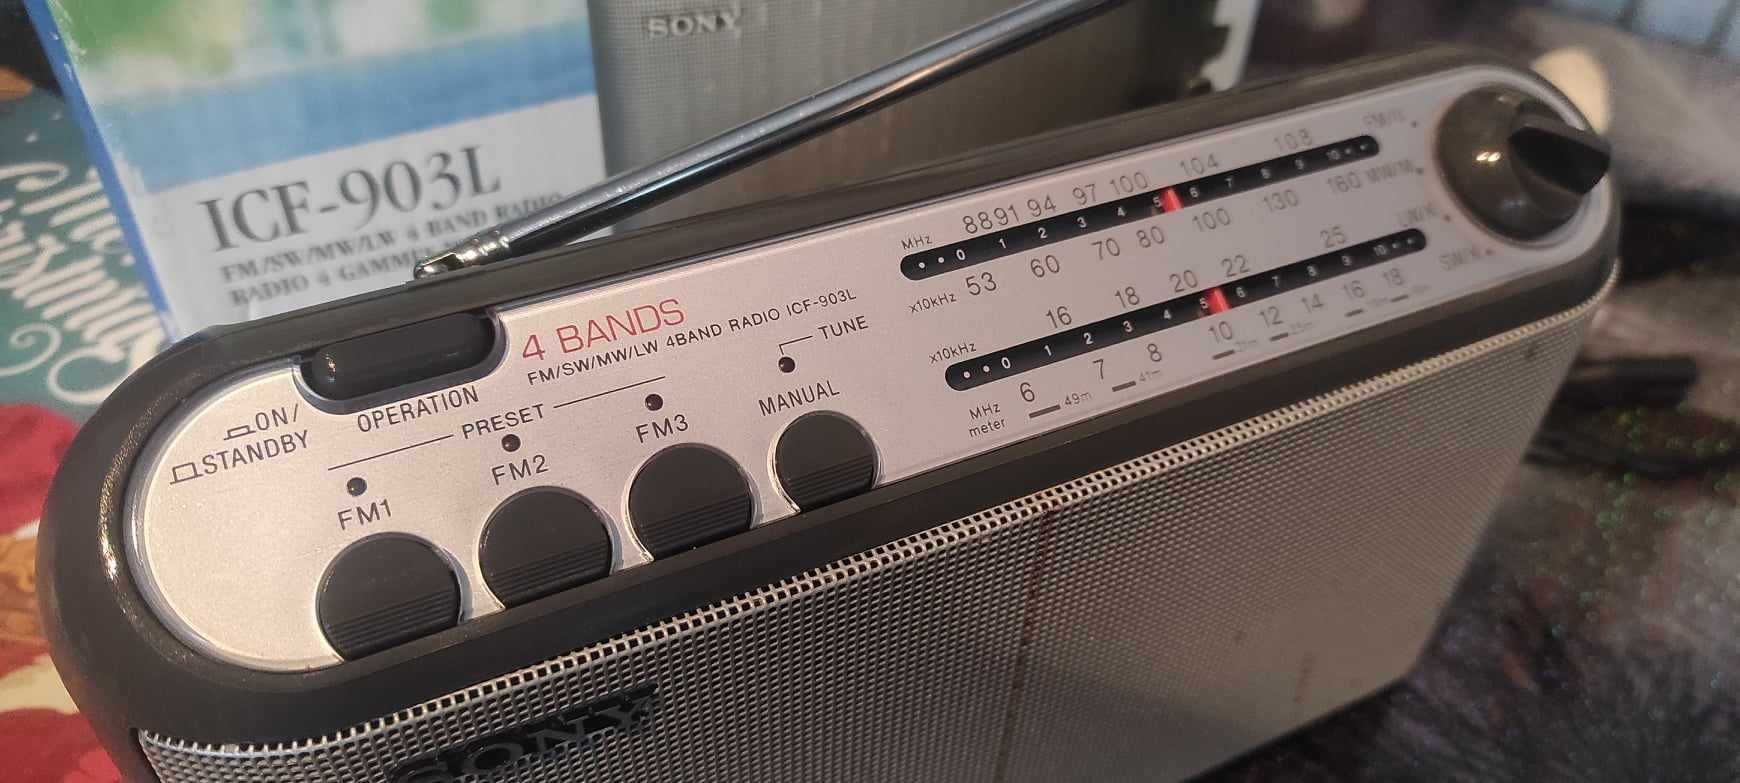 SONY
ICF-903L
FM/SW/MW/LW 4 BAND RADIO
RADIO 4
Christmas
4 BANDS
FM/SW/MW/LW 4BAND RADIO ICF-903L
ON/
STANDBY
OPERATION
PRESET
FM1
FM2
FM3
MANUAL
TUNE
MHz 88 91 94 97 100 104 108
0 1 2 3 4 5 6 7 8 9 10
x10kHz 53 60 70 80 100 130 160
x10kHz 16 18 20 22 25
0 1 2 3 4 5 6 7 8 9 10
MHz 6 7 8 10 12 14 16 18
meter 49m 41m
SONY